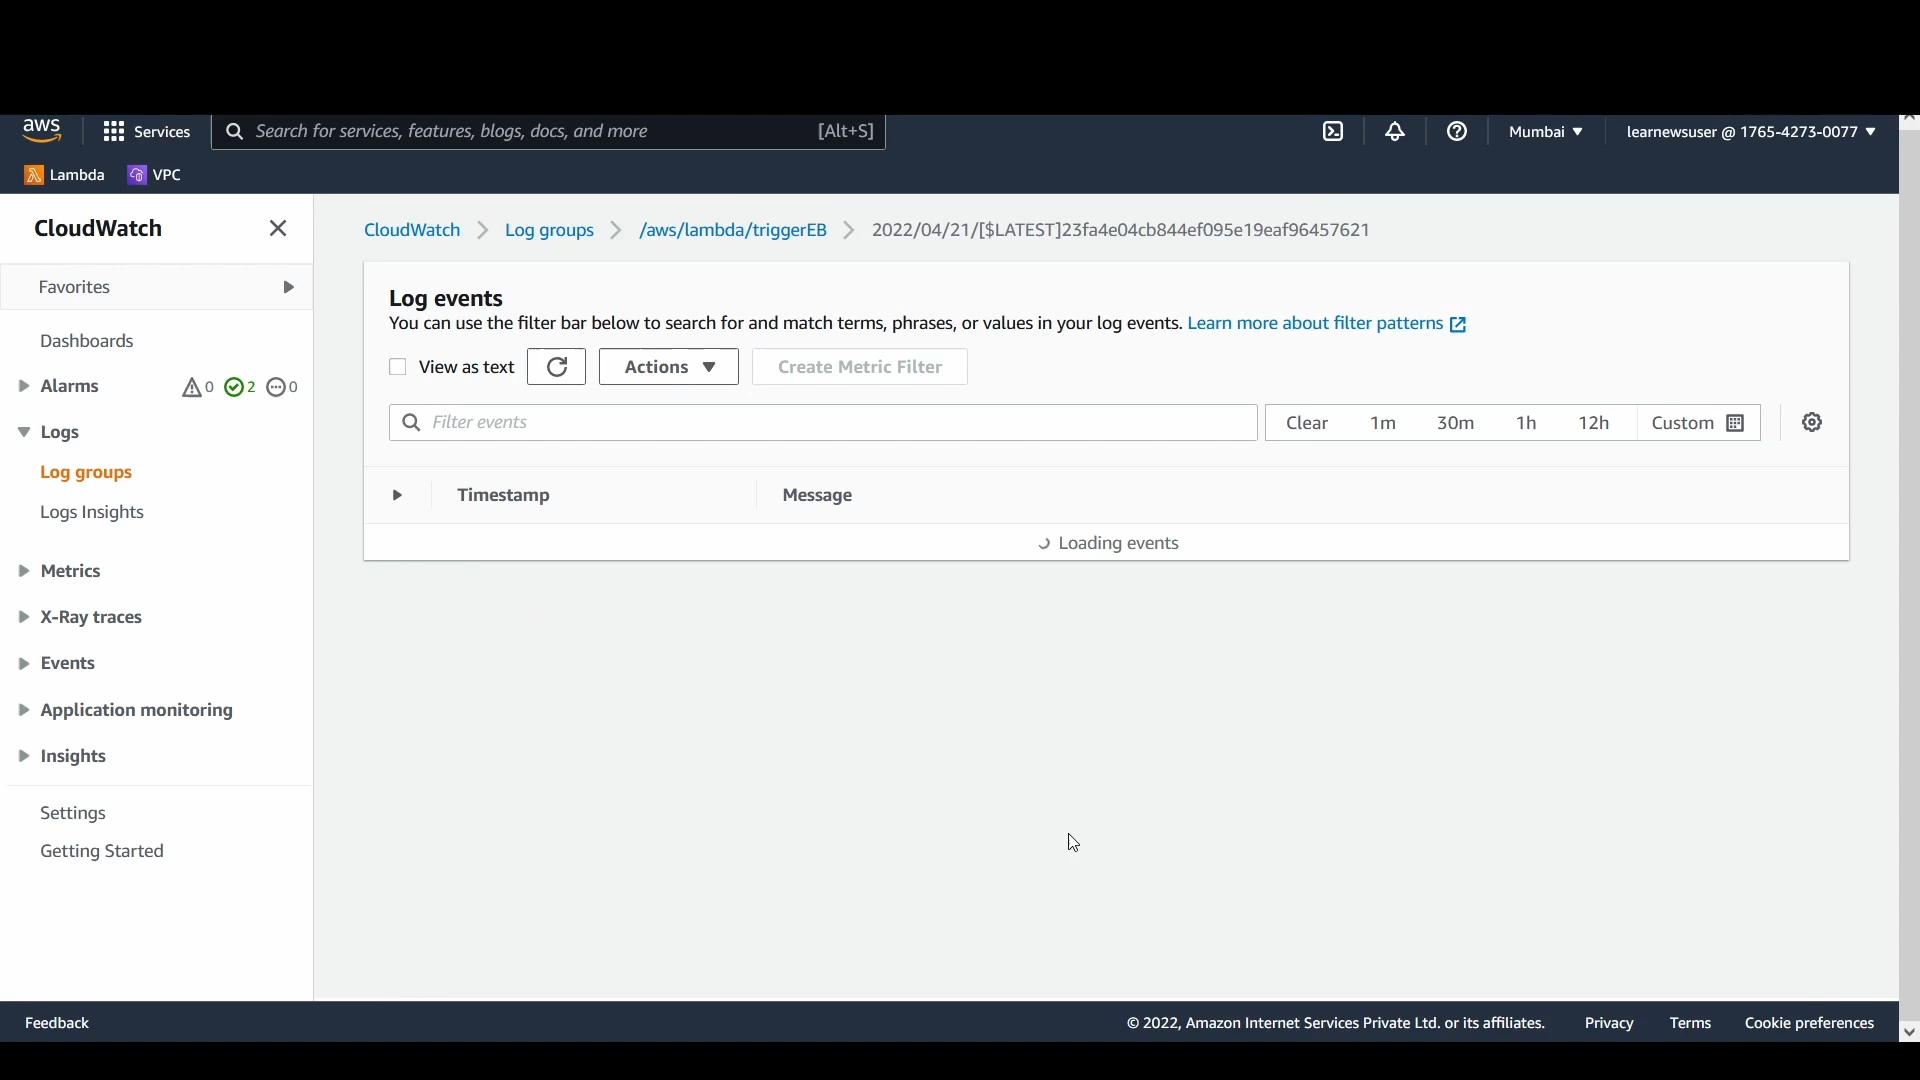 aws Services Search for services, features, blogs, docs, and more [Alt+S] Mumbai learnewsuser @ 1765-4273-0077
Lambda VPC
CloudWatch
Favorites
Dashboards
Alarms 0 2 0
Logs
Log groups
Logs Insights
Metrics
X-Ray traces
Events
Application monitoring
Insights
Settings
Getting Started
CloudWatch Log groups /aws/lambda/triggerEB 2022/04/21/[$LATEST]23fa4e04cb844ef095e19eaf96457621
Log events
You can use the filter bar below to search for and match terms, phrases, or values in your log events. Learn more about filter patterns
View as text Actions Create Metric Filter
Filter events Clear 1m 30m 1h 12h Custom
Timestamp Message
Loading events
Feedback © 2022, Amazon Internet Services Private Ltd. or its affiliates. Privacy Terms Cookie preferences